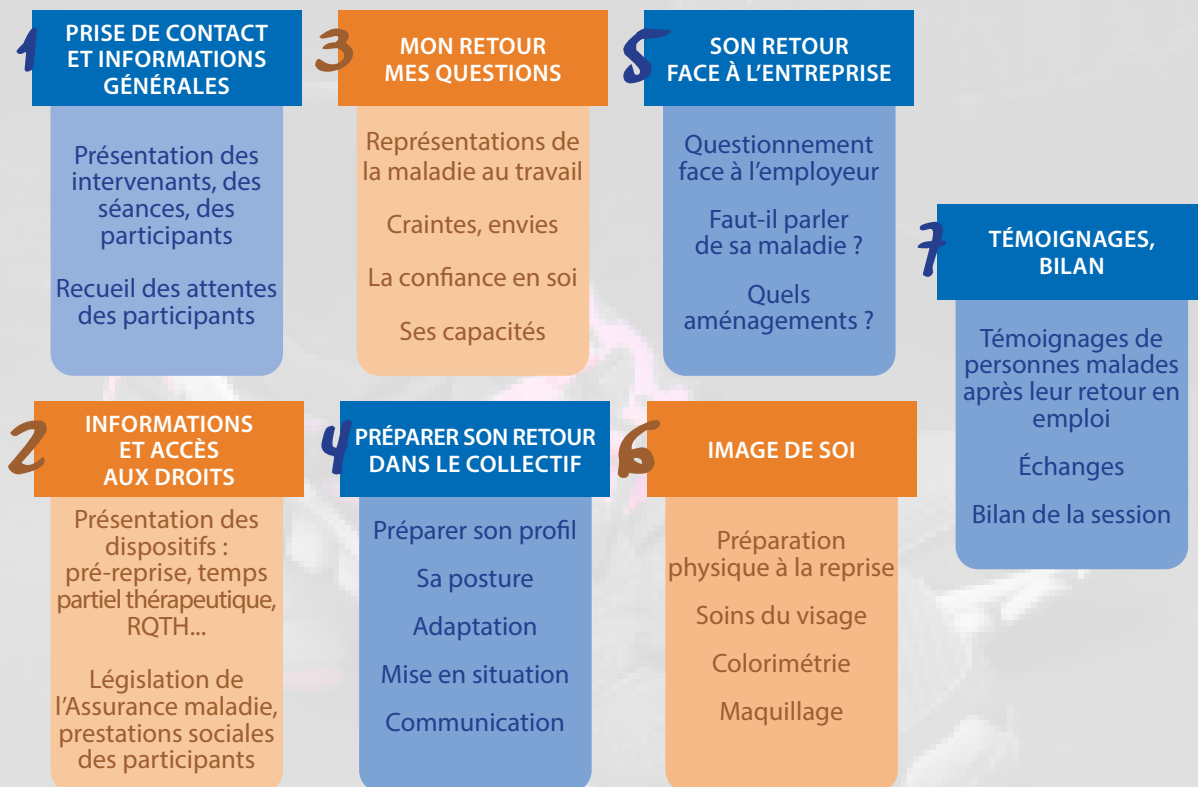 1
PRISE DE CONTACT
ET INFORMATIONS
GÉNÉRALES
Présentation des
intervenants, des
séances, des
participants
Recueil des attentes
des participants
2
INFORMATIONS
ET ACCÈS
AUX DROITS
Présentation des
dispositifs :
pré-reprise, temps
partiel thérapeutique,
RQTH...
Législation de
l'Assurance maladie,
prestations sociales
des participants
3
MON RETOUR
MES QUESTIONS
Représentations de
la maladie au travail
Craintes, envies
La confiance en soi
Ses capacités
4
PRÉPARER SON RETOUR
DANS LE COLLECTIF
Préparer son profil
Sa posture
Adaptation
Mise en situation
Communication
5
SON RETOUR
FACE À L'ENTREPRISE
Questionnement
face à l'employeur
Faut-il parler
de sa maladie ?
Quels
aménagements ?
6
IMAGE DE SOI
Préparation
physique à la reprise
Soins du visage
Colorimétrie
Maquillage
7
TÉMOIGNAGES,
BILAN
Témoignages de
personnes malades
après leur retour en
emploi
Échanges
Bilan de la session